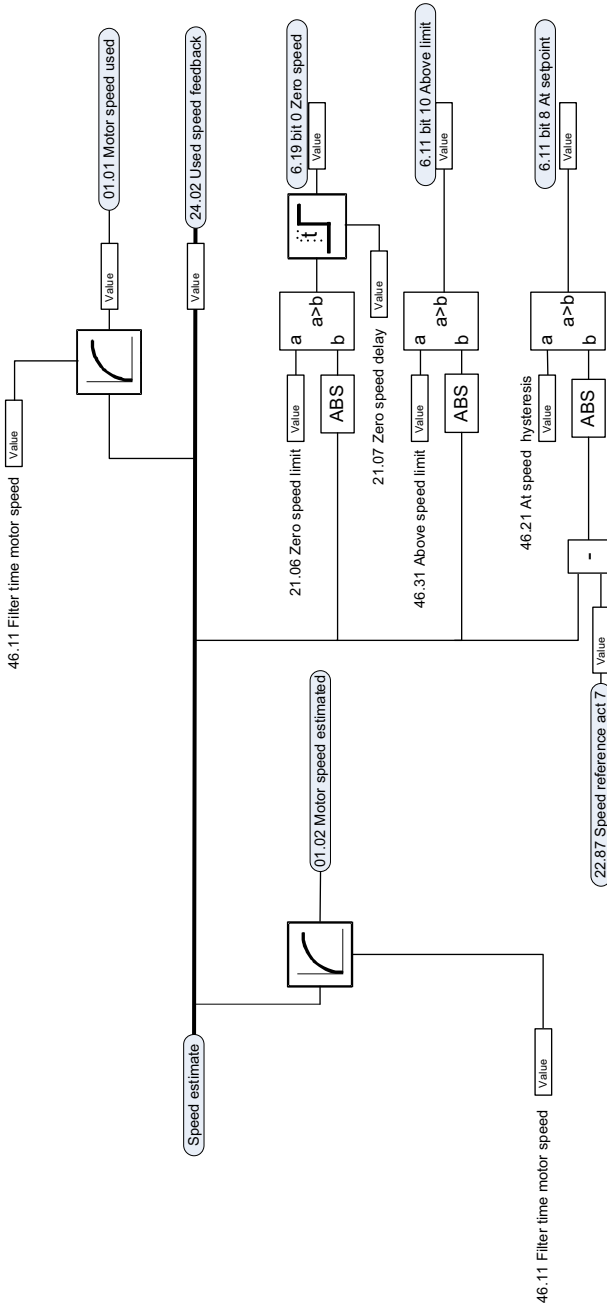 46.11 Filter time motor speed
Value
Value
01.01 Motor speed used
Speed estimate
Value
24.02 Used speed feedback
01.02 Motor speed estimated
21.06 Zero speed limit
Value
a
a>b
b
ABS
t
Value
6.19 bit 0 Zero speed
21.07 Zero speed delay
Value
46.31 Above speed limit
Value
a
a>b
b
ABS
Value
6.11 bit 10 Above limit
46.11 Filter time motor speed
Value
46.21 At speed hysteresis
Value
a
a>b
b
ABS
-
Value
6.11 bit 8 At setpoint
22.87 Speed reference act 7
Value